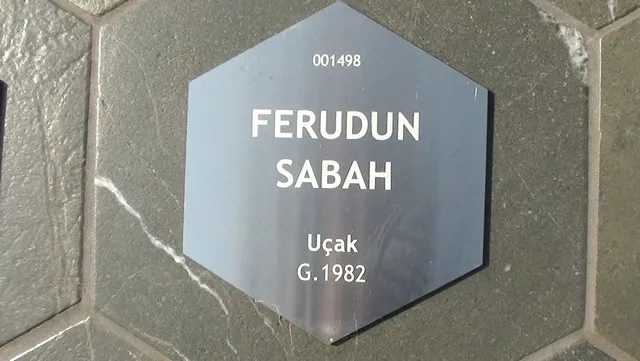 001498
FERUDUN
SABAH
Uçak
G.1982